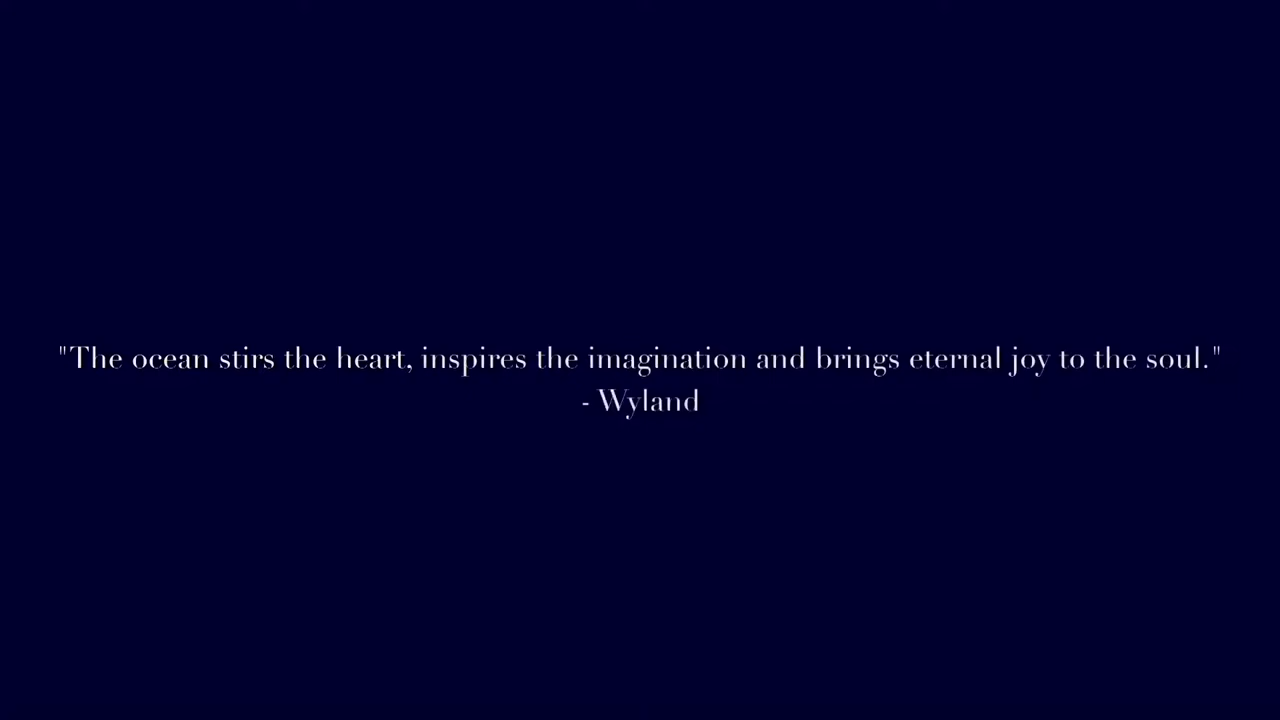 "The ocean stirs the heart, inspires the imagination and brings eternal joy to the soul."
- Wyland